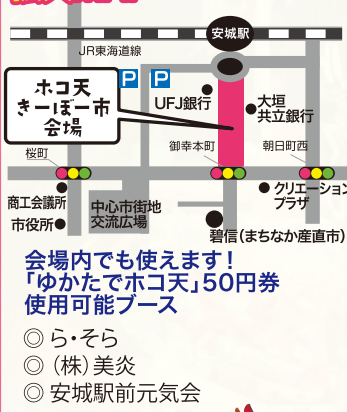 安城駅
JR東海道線
P P
ホコ天
きーぼー市
会場
UFJ銀行
大垣
共立銀行
桜町
御幸本町
朝日町西
商工会議所
市役所
中心市街地
交流広場
クリエーション
プラザ
碧信(まちなか産直市)
会場内でも使えます!
「ゆかたでホコ天」50円券
使用可能ブース
◎ら・そら
◎(株)美炎
◎安城駅前元気会